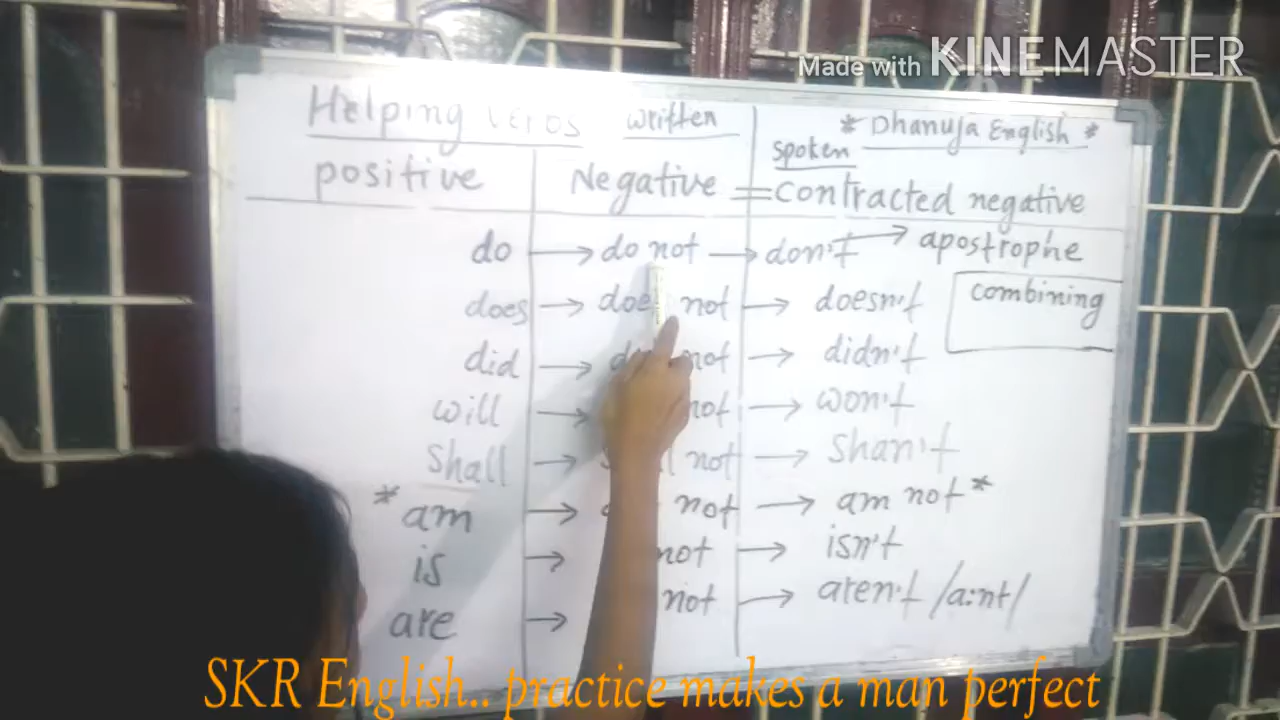 Made with KINEMASTER
Helping verbs written
* Dhanuja English *
spoken
positive Negative = contracted negative
do → do not → don't → apostrophe
does → does not → doesn't
combining
did → not → didn't
will → not → won't
shall → not → shan't
* am → not → am not *
is → not → isn't
are → not → aren't /a:nt/
SKR English.. practice makes a man perfect